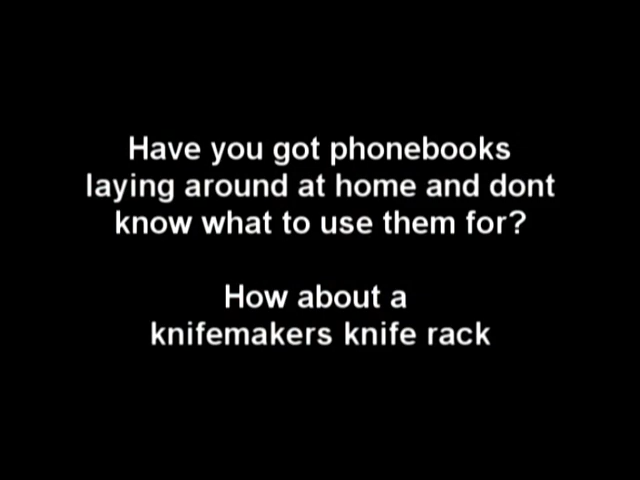 Have you got phonebooks
laying around at home and dont
know what to use them for?
How about a
knifemakers knife rack